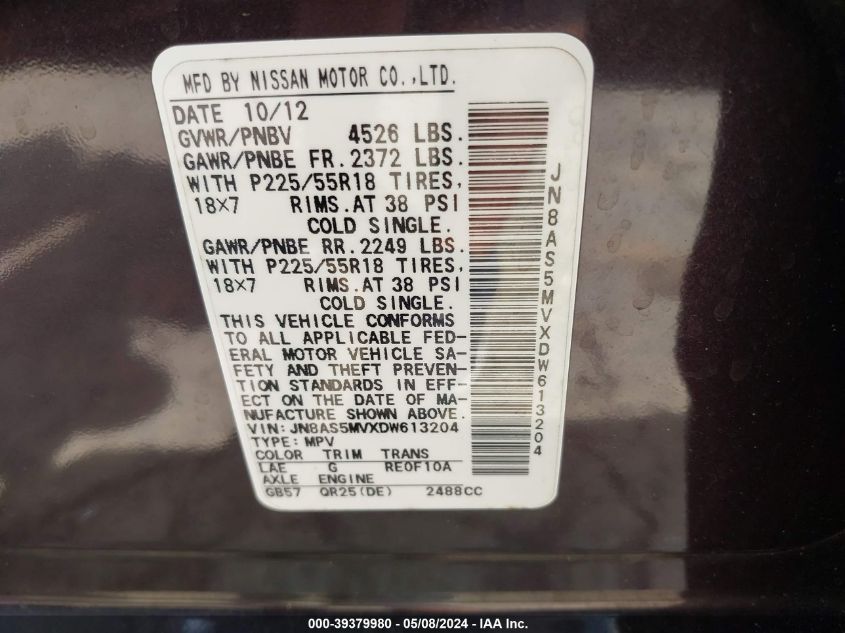 MFD BY NISSAN MOTOR CO.,LTD.
DATE 10/12
GVWR/PNBV 4526 LBS.
GAWR/PNBE FR. 2372 LBS.
WITH P225/55R18 TIRES,
18×7 RIMS.AT 38 PSI
COLD SINGLE.
GAWR/PNBE RR. 2249 LBS.
WITH P225/55R18 TIRES,
18×7 RIMS.AT 38 PSI
COLD SINGLE.
THIS VEHICLE CONFORMS
TO ALL APPLICABLE FED-
ERAL MOTOR VEHICLE SA-
FETY AND THEFT PREVEN-
TION STANDARDS IN EFF-
ECT ON THE DATE OF MA-
NUFACTURE SHOWN ABOVE.
VIN: JN8AS5MVXDW613204
TYPE: MPV
COLOR TRIM TRANS
LAE G RE0F10A
AXLE ENGINE
GB57 QR25(DE) 2488CC
JN8AS5MVXDW613204
000-39379980 - 05/08/2024 - IAA Inc.